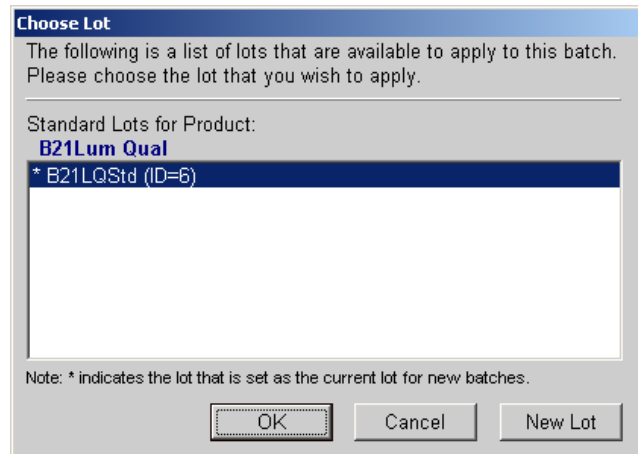 Choose Lot
The following is a list of lots that are available to apply to this batch.
Please choose the lot that you wish to apply.
Standard Lots for Product:
B21Lum Qual
* B21LQStd (ID=6)
Note: * indicates the lot that is set as the current lot for new batches.
OK Cancel New Lot